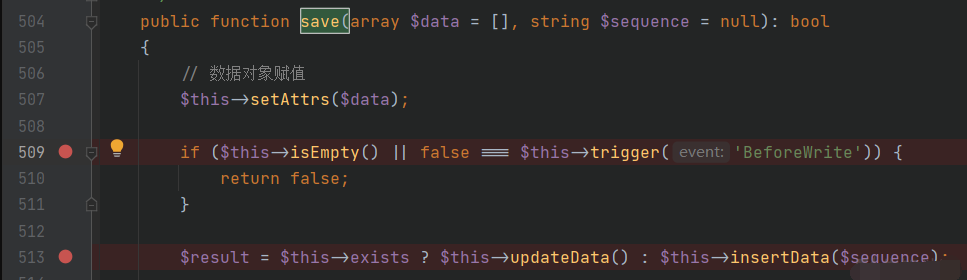 504 public function save(array $data = [], string $sequence = null): bool
505 {
506 // 数据对象赋值
507 $this->setAttrs($data);
508
509 if ($this->isEmpty() || false === $this->trigger( event: 'BeforeWrite')) {
510 return false;
511 }
512
513 $result = $this->exists ? $this->updateData() : $this->insertData($sequence);